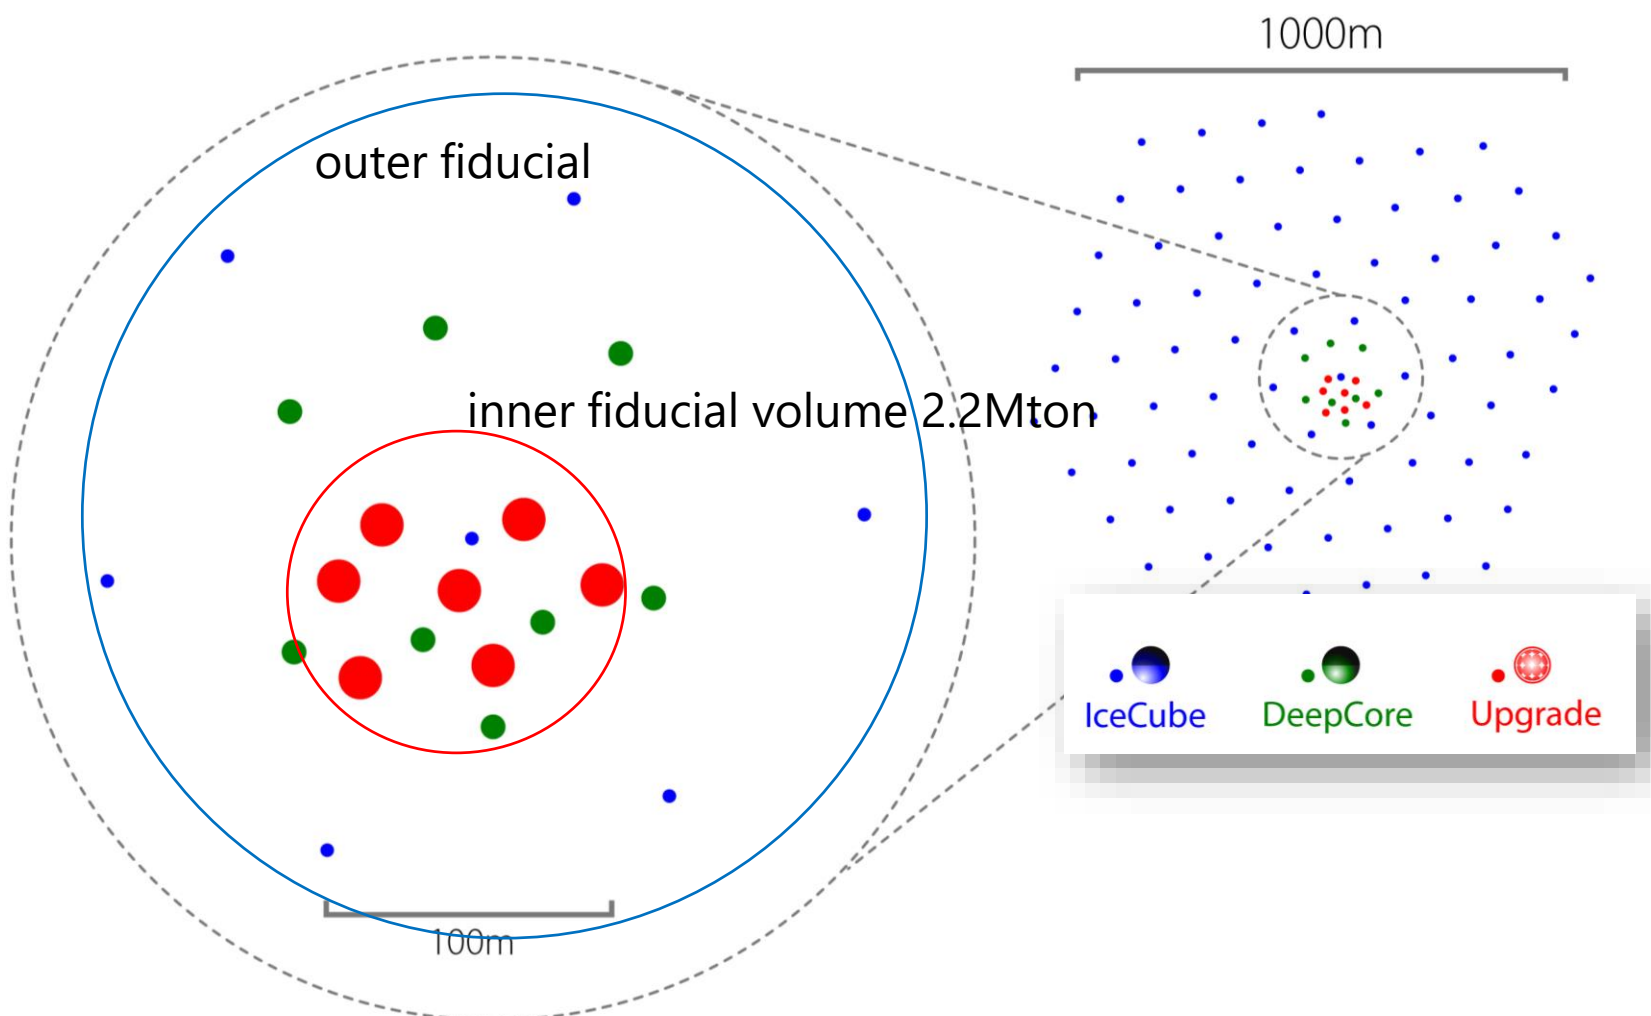 1000m
outer fiducial
inner fiducial volume 2.2Mton
IceCube
DeepCore
Upgrade
100m